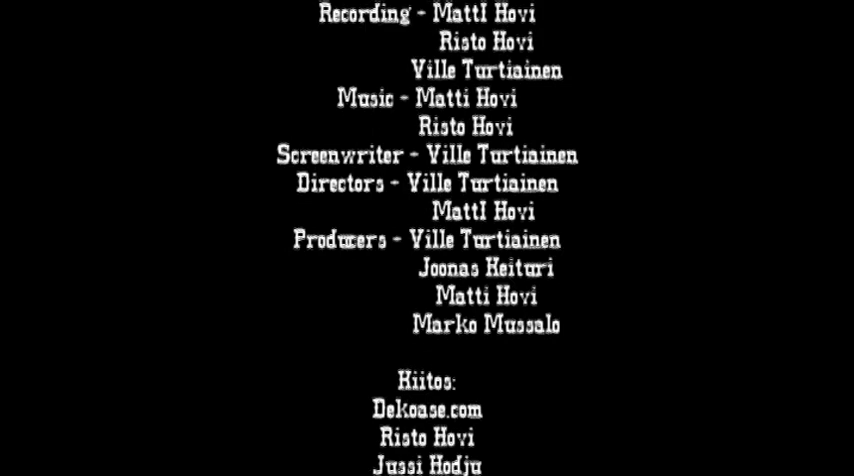 Recording - MattI Hovi
Risto Hovi
Ville Turtiainen
Music - Matti Hovi
Risto Hovi
Screenwriter - Ville Turtiainen
Directors - Ville Turtiainen
MattI Hovi
Producers - Ville Turtiainen
Joonas Keituri
Matti Hovi
Marko Mussalo
Kiitos:
Dekoase.com
Risto Hovi
Jussi Hodju